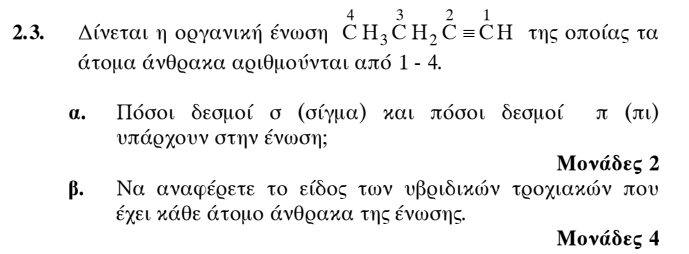 2.3. Δίνεται η οργανική ένωση ⁴CH₃³CH₂²C≡¹CH της οποίας τα
άτομα άνθρακα αριθμούνται από 1 - 4.
α. Πόσοι δεσμοί σ (σίγμα) και πόσοι δεσμοί π (πι)
υπάρχουν στην ένωση;
Μονάδες 2
β. Να αναφέρετε το είδος των υβριδικών τροχιακών που
έχει κάθε άτομο άνθρακα της ένωσης.
Μονάδες 4